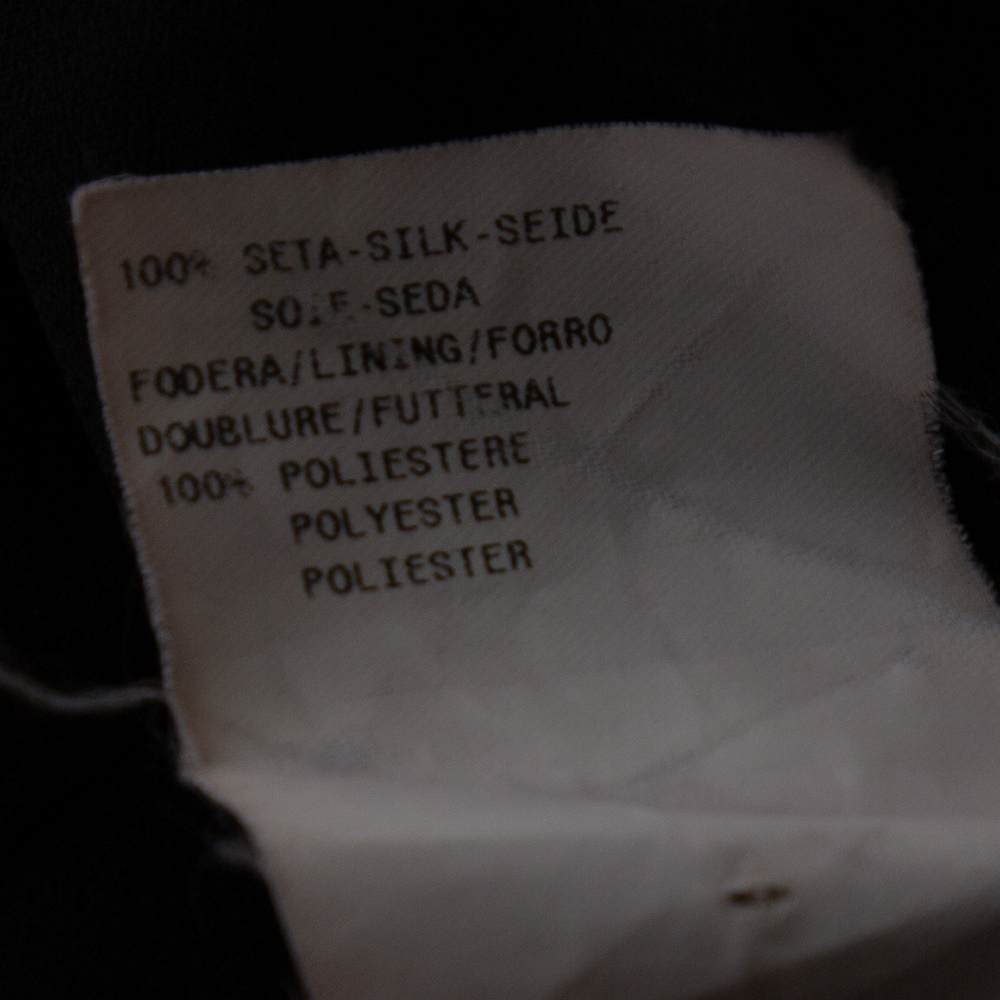 100% SETA-SILK-SEIDE
SOIE-SEDA
FODERA/LINING/FORRO
DOUBLURE/FUTTERAL
100% POLIESTERE
POLYESTER
POLIESTER